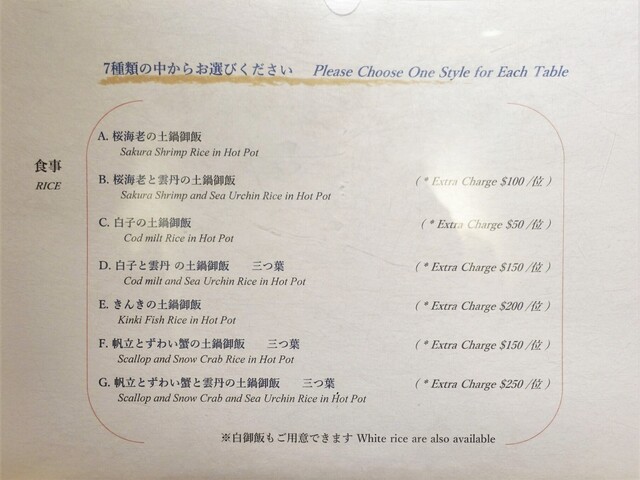 7種類の中からお選びください Please Choose One Style for Each Table
食事
RICE
A. 桜海老の土鍋御飯
Sakura Shrimp Rice in Hot Pot
B. 桜海老と雲丹の土鍋御飯 ( * Extra Charge $100 /位 )
Sakura Shrimp and Sea Urchin Rice in Hot Pot
C. 白子の土鍋御飯 ( * Extra Charge $50 /位 )
Cod milt Rice in Hot Pot
D. 白子と雲丹 の土鍋御飯 三つ葉 ( * Extra Charge $150 /位 )
Cod milt and Sea Urchin Rice in Hot Pot
E. きんきの土鍋御飯 ( * Extra Charge $200 /位 )
Kinki Fish Rice in Hot Pot
F. 帆立とずわい蟹の土鍋御飯 三つ葉 ( * Extra Charge $150 /位 )
Scallop and Snow Crab Rice in Hot Pot
G. 帆立とずわい蟹と雲丹の土鍋御飯 三つ葉 ( * Extra Charge $250 /位 )
Scallop and Snow Crab and Sea Urchin Rice in Hot Pot
※白御飯もご用意できます White rice are also available